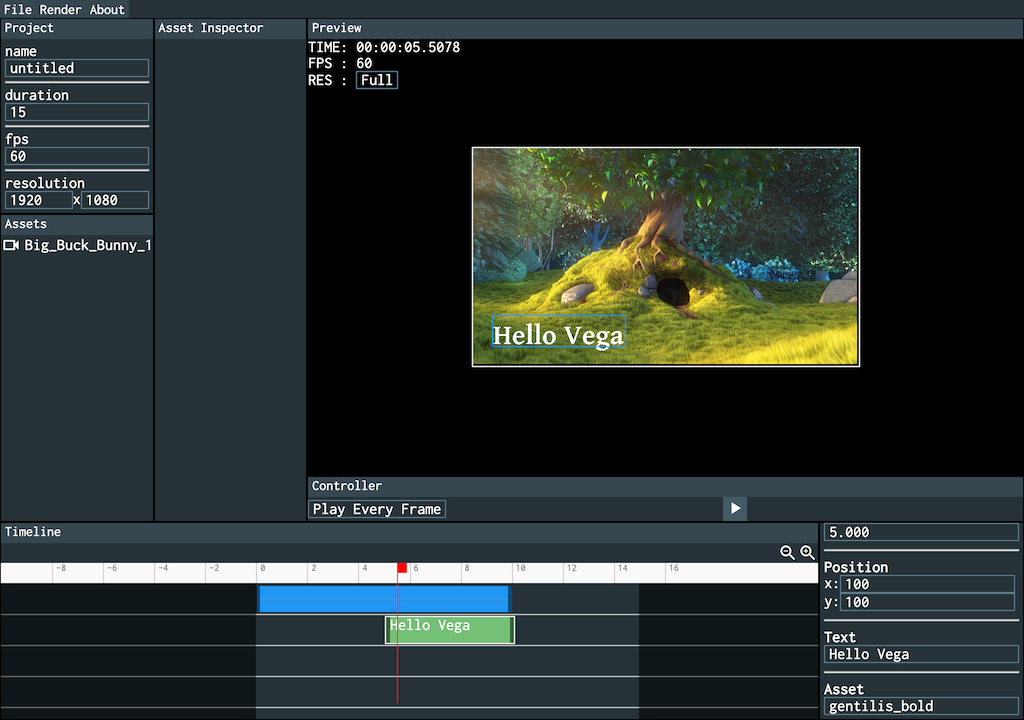 File Render About
Project
name
untitled
duration
15
fps
60
resolution
1920 x 1080
Assets
Big_Buck_Bunny_1
Asset Inspector
Preview
TIME: 00:00:05.5078
FPS : 60
RES : Full
Hello Vega
Controller
Play Every Frame
Timeline
-8 -6 -4 -2 0 2 4 6 8 10 12 14 16
Hello Vega
5.000
Position
x: 100
y: 100
Text
Hello Vega
Asset
gentilis_bold